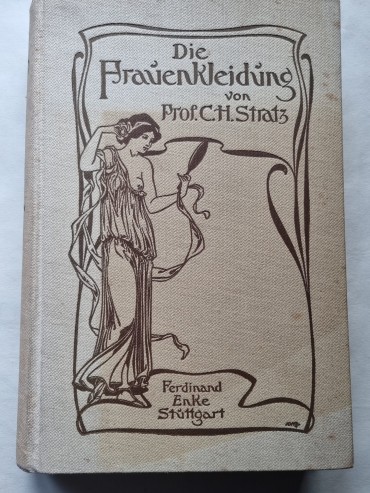 Die
Frauenkleidung
von
Prof. C.H. Stratz
Ferdinand
Enke
Stuttgart